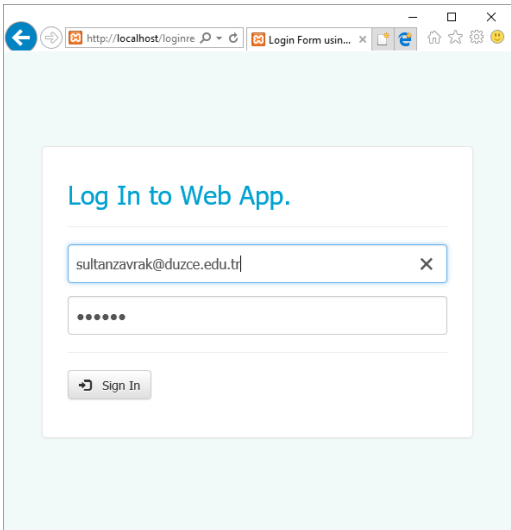 http://localhost/loginre
Login Form usin...
Log In to Web App.
sultanzavrak@duzce.edu.tr
Sign In